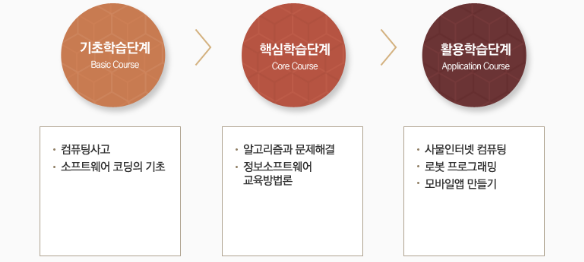 기초학습단계
Basic Course
핵심학습단계
Core Course
활용학습단계
Application Course
· 컴퓨팅사고
· 소프트웨어 코딩의 기초
· 알고리즘과 문제해결
· 정보소프트웨어
교육방법론
· 사물인터넷 컴퓨팅
· 로봇 프로그래밍
· 모바일앱 만들기